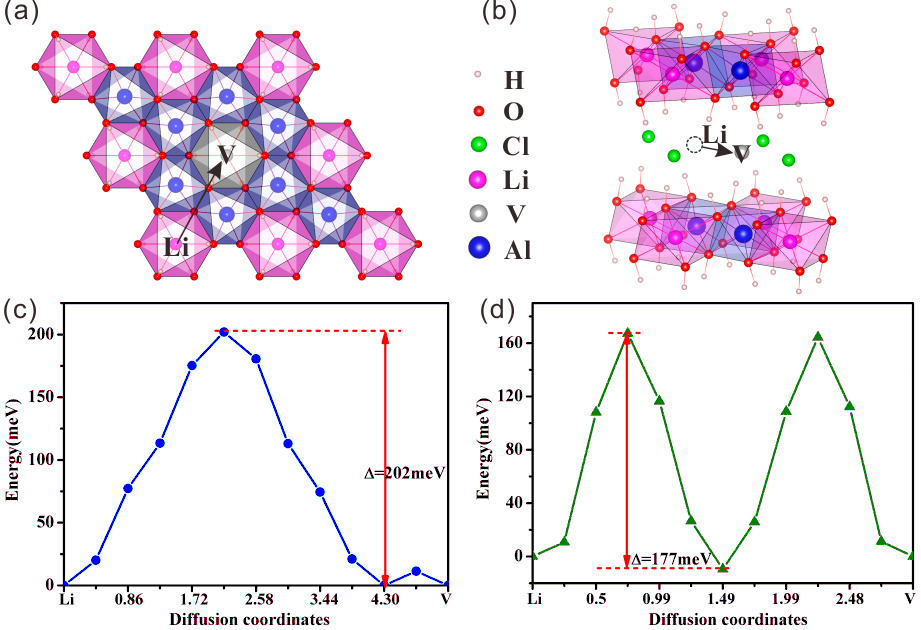 (a)
V
Li
H
O
Cl
Li
V
Al
(b)
Li
V
(c)
200
150
100
50
0
Energy(meV)
Δ=202meV
Li 0.86 1.72 2.58 3.44 4.30 V
Diffusion coordinates
(d)
160
120
80
40
0
Energy(meV)
Δ=177meV
Li 0.5 0.99 1.49 1.99 2.48 V
Diffusion coordinates